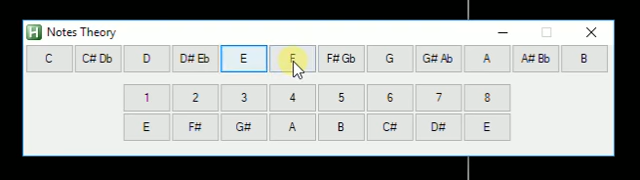 Notes Theory
C C# Db D D# Eb E F F# Gb G G# Ab A A# Bb B
1 2 3 4 5 6 7 8
E F# G# A B C# D# E